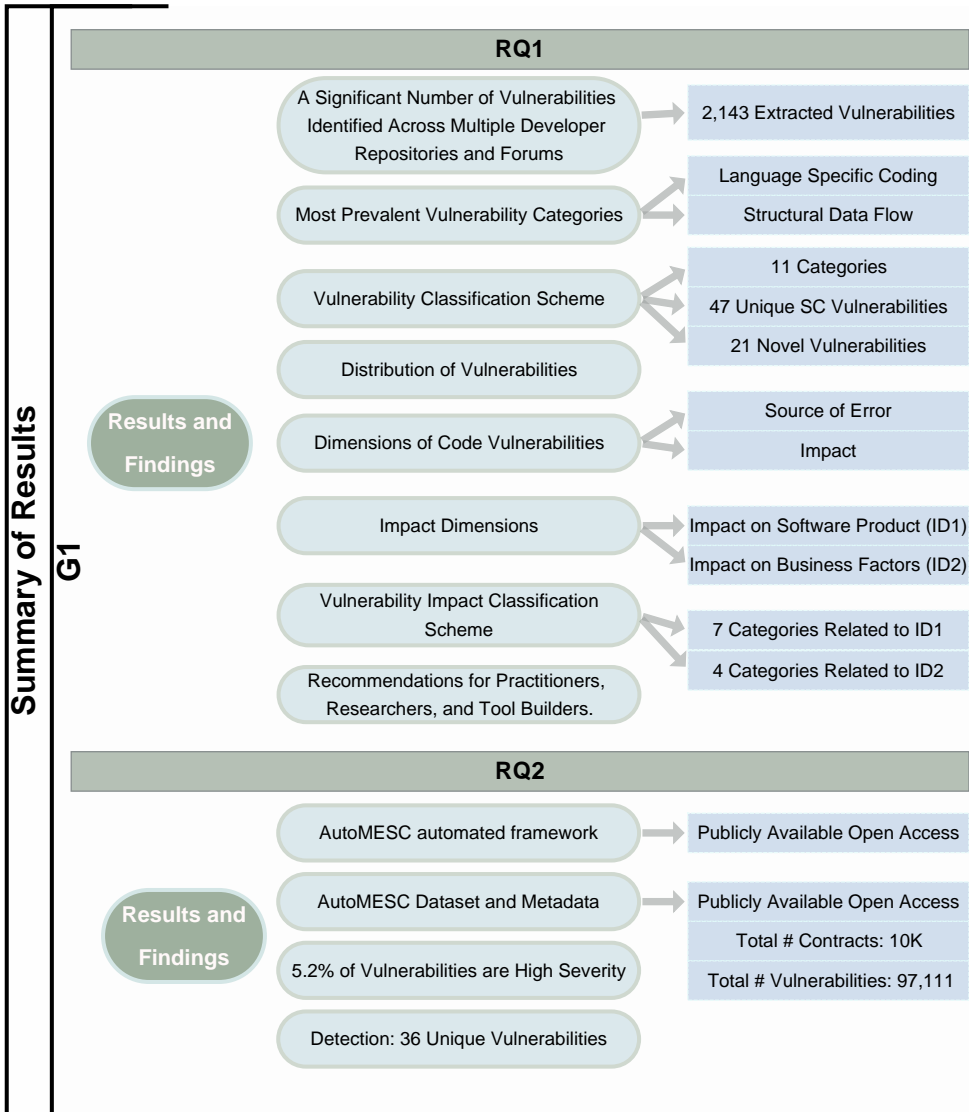 Summary of Results
G1
RQ1
Results and
Findings
A Significant Number of Vulnerabilities
Identified Across Multiple Developer
Repositories and Forums
2,143 Extracted Vulnerabilities
Most Prevalent Vulnerability Categories
Language Specific Coding
Structural Data Flow
Vulnerability Classification Scheme
11 Categories
47 Unique SC Vulnerabilities
21 Novel Vulnerabilities
Distribution of Vulnerabilities
Dimensions of Code Vulnerabilities
Source of Error
Impact
Impact Dimensions
Impact on Software Product (ID1)
Impact on Business Factors (ID2)
Vulnerability Impact Classification
Scheme
7 Categories Related to ID1
4 Categories Related to ID2
Recommendations for Practitioners,
Researchers, and Tool Builders.
RQ2
Results and
Findings
AutoMESC automated framework
Publicly Available Open Access
AutoMESC Dataset and Metadada
Publicly Available Open Access
Total # Contracts: 10K
Total # Vulnerabilities: 97,111
5.2% of Vulnerabilities are High Severity
Detection: 36 Unique Vulnerabilities